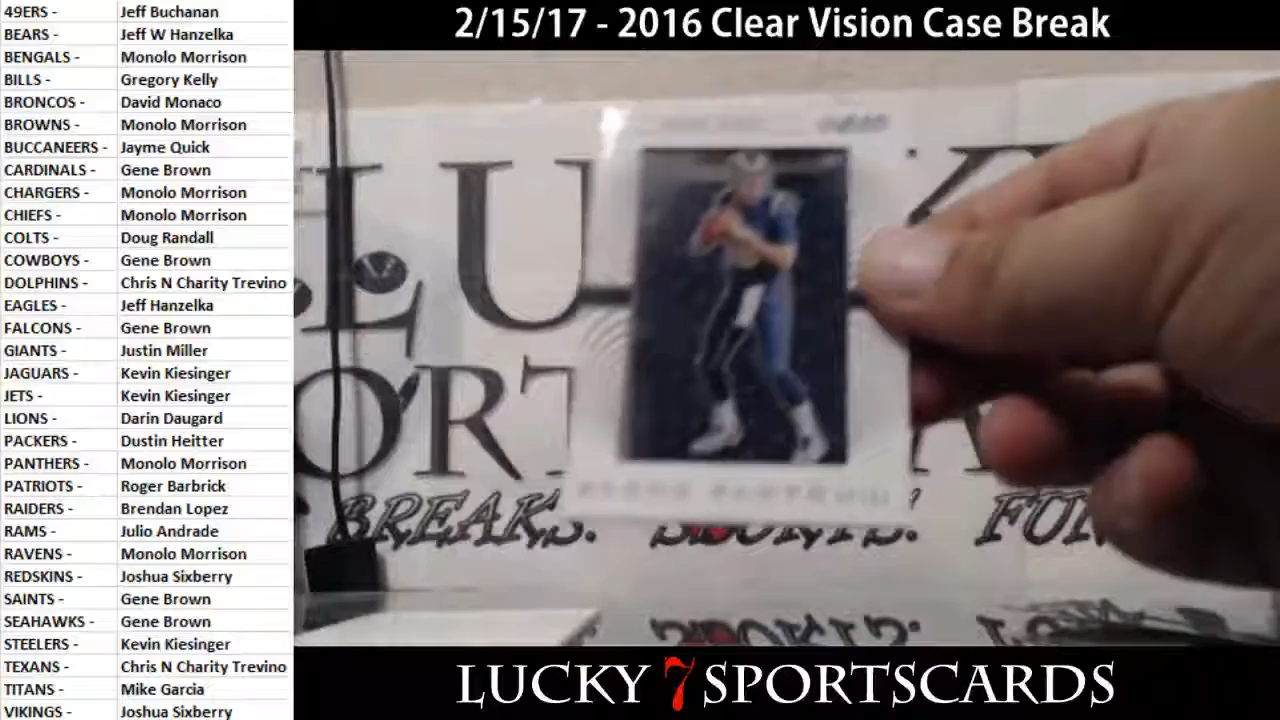 2/15/17 - 2016 Clear Vision Case Break
49ERS - Jeff Buchanan
BEARS - Jeff W Hanzelka
BENGALS - Monolo Morrison
BILLS - Gregory Kelly
BRONCOS - David Monaco
BROWNS - Monolo Morrison
BUCCANEERS - Jayme Quick
CARDINALS - Gene Brown
CHARGERS - Monolo Morrison
CHIEFS - Monolo Morrison
COLTS - Doug Randall
COWBOYS - Gene Brown
DOLPHINS - Chris N Charity Trevino
EAGLES - Jeff Hanzelka
FALCONS - Gene Brown
GIANTS - Justin Miller
JAGUARS - Kevin Kiesinger
JETS - Kevin Kiesinger
LIONS - Darin Daugard
PACKERS - Dustin Heitter
PANTHERS - Monolo Morrison
PATRIOTS - Roger Barbrick
RAIDERS - Brendan Lopez
RAMS - Julio Andrade
RAVENS - Monolo Morrison
REDSKINS - Joshua Sixberry
SAINTS - Gene Brown
SEAHAWKS - Gene Brown
STEELERS - Kevin Kiesinger
TEXANS - Chris N Charity Trevino
TITANS - Mike Garcia
VIKINGS - Joshua Sixberry
LU
ORT
BREAKS.
LUCKY 7 SPORTSCARDS